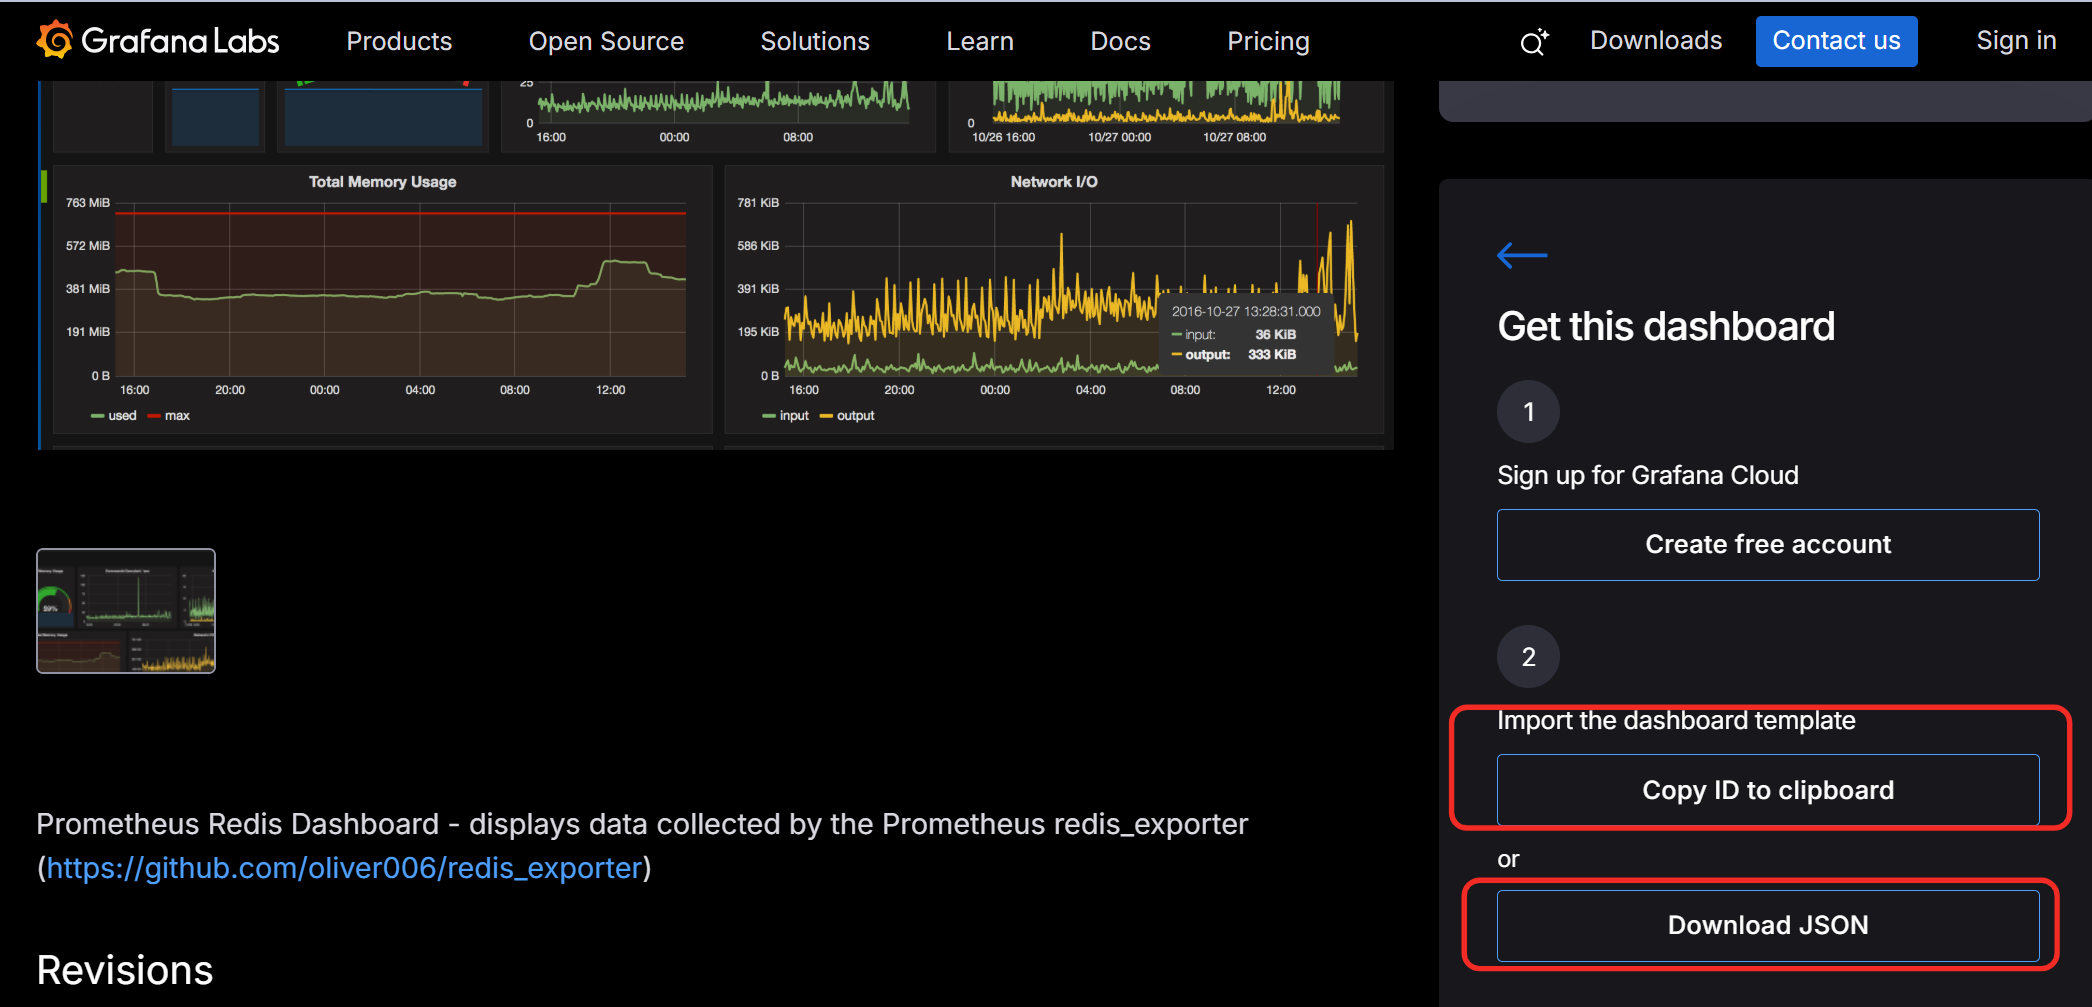 Grafana Labs
Products
Open Source
Solutions
Learn
Docs
Pricing
Downloads
Contact us
Sign in
25
0
16:00
00:00
08:00
0
10/26 16:00
10/27 00:00
10/27 08:00
Total Memory Usage
763 MiB
572 MiB
381 MiB
191 MiB
0 B
16:00
20:00
00:00
04:00
08:00
12:00
used
max
Network I/O
781 KiB
586 KiB
391 KiB
195 KiB
0 B
2016-10-27 13:28:31.000
input: 36 KiB
output: 333 KiB
16:00
20:00
00:00
04:00
08:00
12:00
input
output
Prometheus Redis Dashboard - displays data collected by the Prometheus redis_exporter
(https://github.com/oliver006/redis_exporter)
Revisions
Get this dashboard
1
Sign up for Grafana Cloud
Create free account
2
Import the dashboard template
Copy ID to clipboard
or
Download JSON